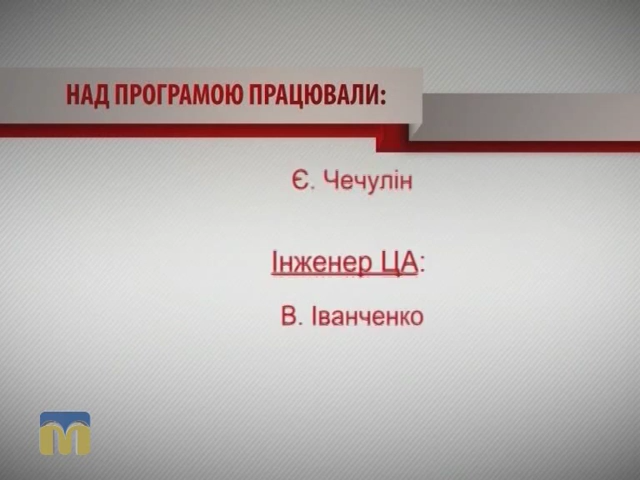 НАД ПРОГРАМОЮ ПРАЦЮВАЛИ:
Є. Чечулін
Інженер ЦА:
В. Іванченко
М